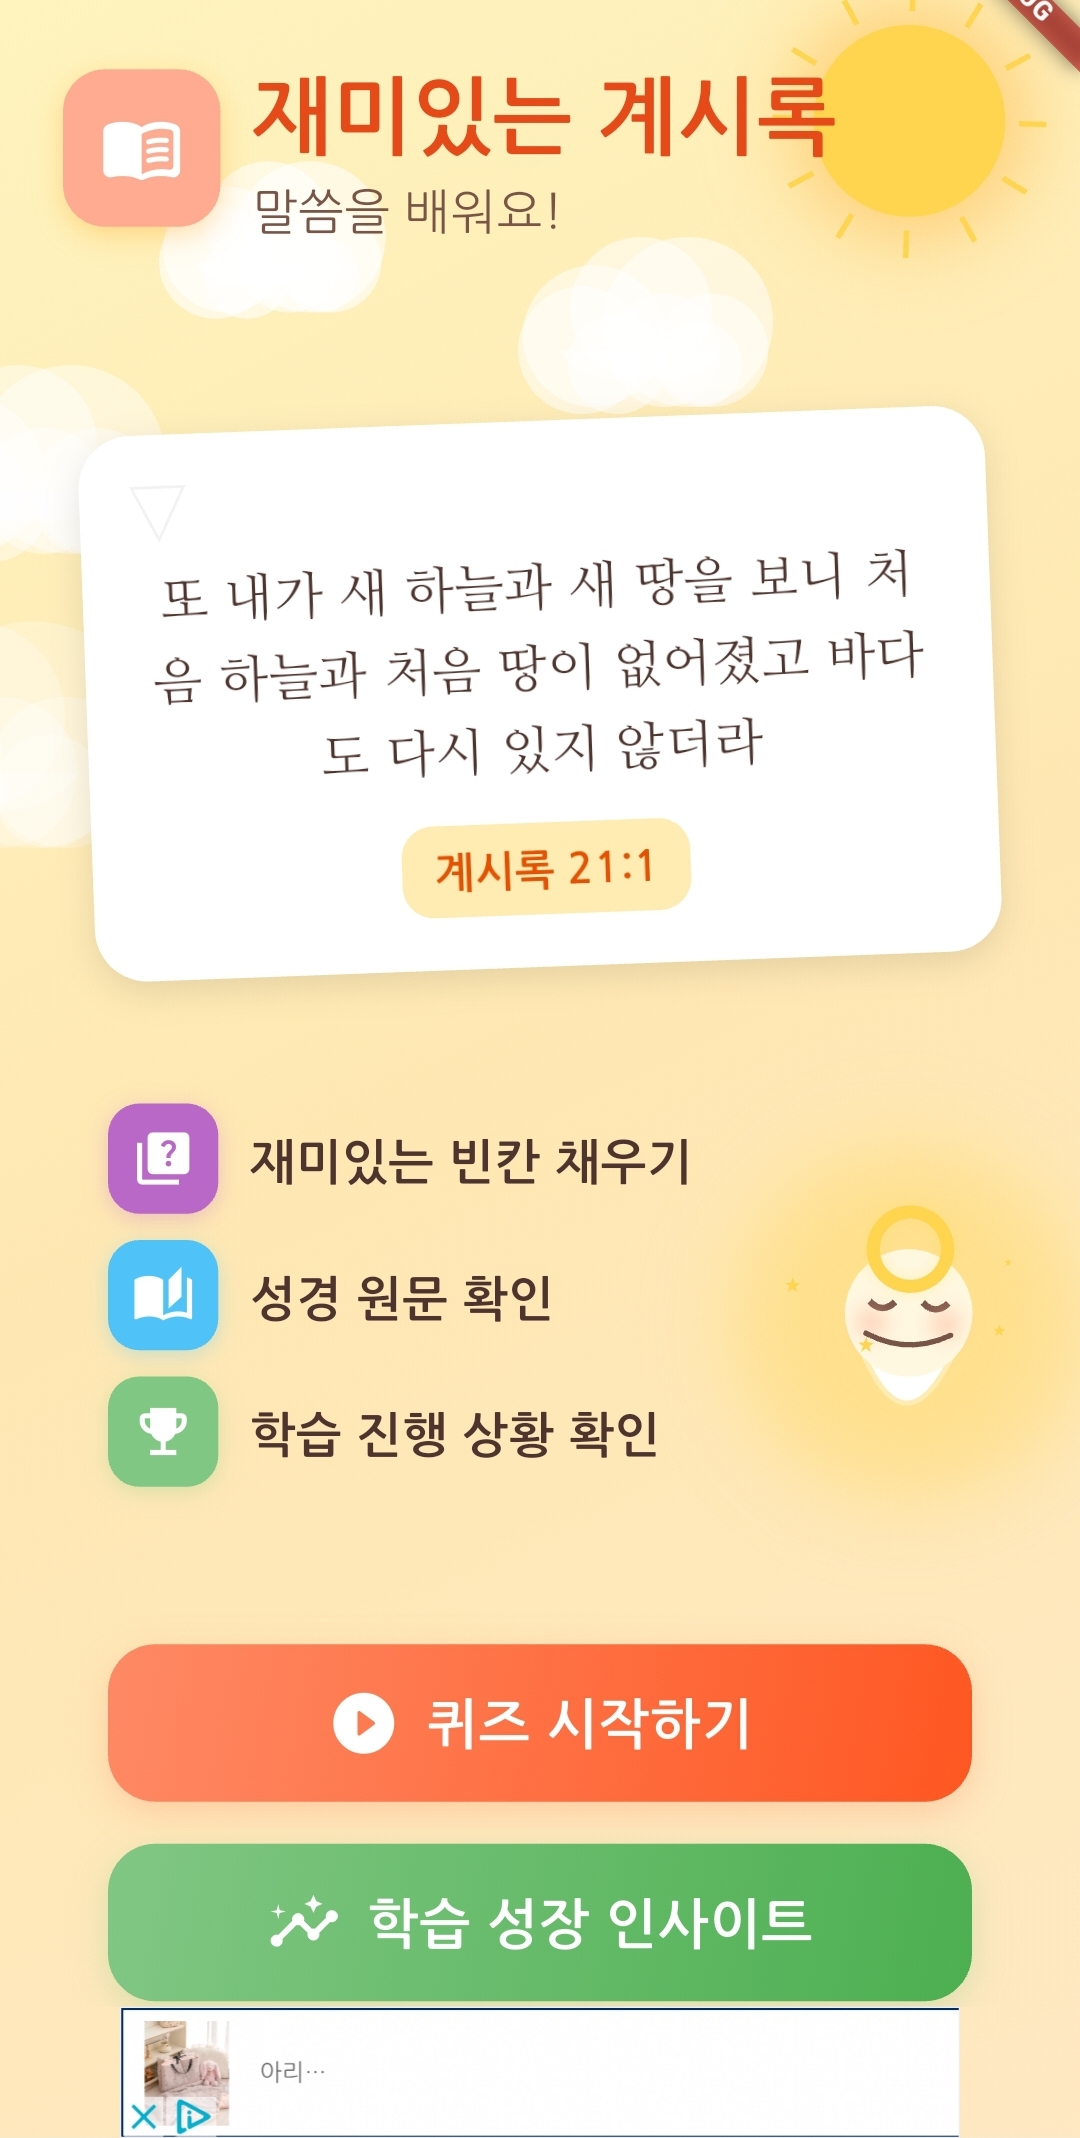 재미있는 계시록
말씀을 배워요!
또 내가 새 하늘과 새 땅을 보니 처
음 하늘과 처음 땅이 없어졌고 바다
도 다시 있지 않더라
계시록 21:1
재미있는 빈칸 채우기
성경 원문 확인
학습 진행 상황 확인
퀴즈 시작하기
학습 성장 인사이트
아리…